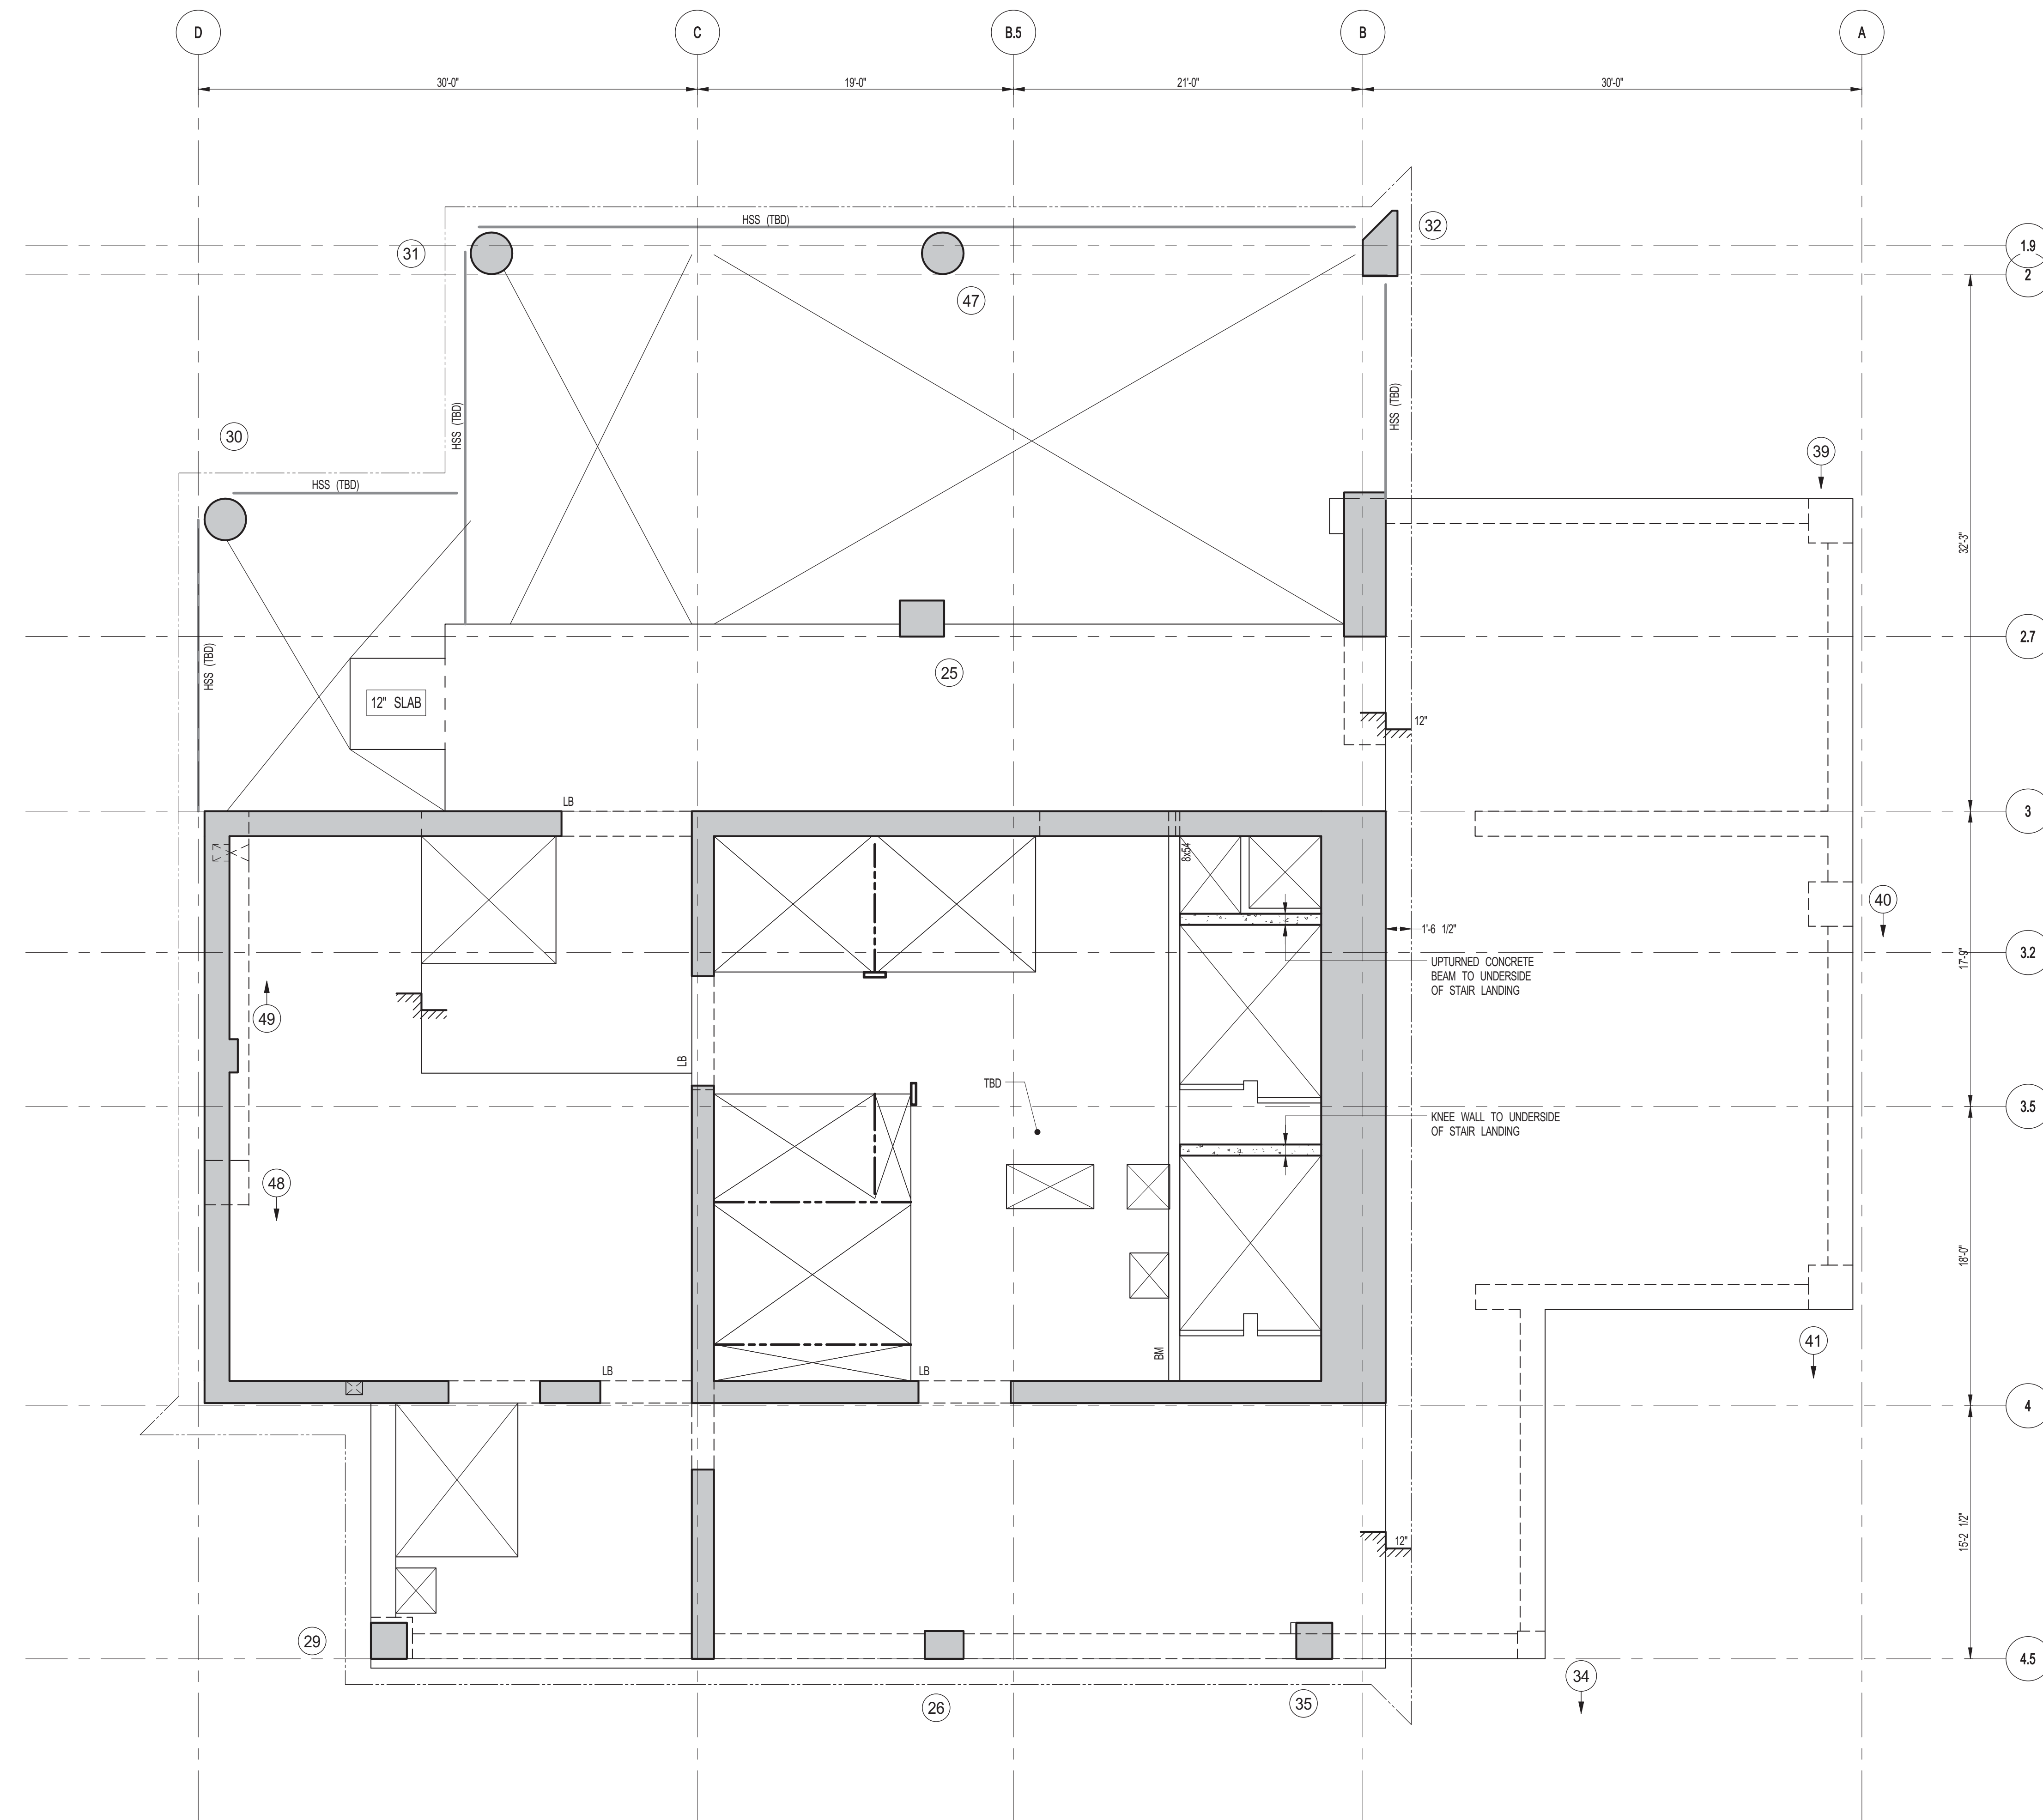 D
C
B.5
B
A
30'-0"
19'-0"
21'-0"
30'-0"
HSS (TBD)
32
31
1.9
2
47
HSS (TBD)
HSS (TBD)
30
39
HSS (TBD)
32'-3"
2.7
HSS (TBD)
25
12" SLAB
12"
LB
3
8x54
40
1'-6 1/2"
3.2
17'-9"
UPTURNED CONCRETE
BEAM TO UNDERSIDE
OF STAIR LANDING
49
LB
TBD
3.5
KNEE WALL TO UNDERSIDE
OF STAIR LANDING
48
18'-0"
41
BM
LB
LB
4
15'-2 1/2"
12"
29
4.5
34
26
35